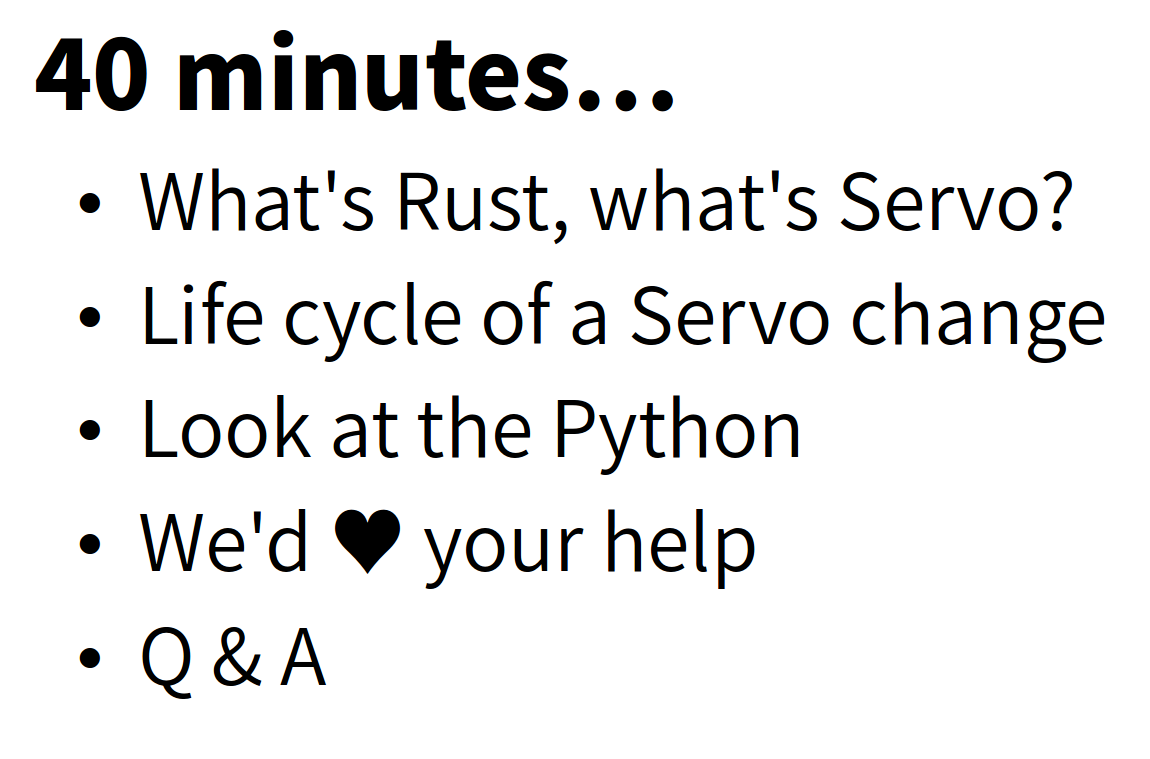 40 minutes…
• What's Rust, what's Servo?
• Life cycle of a Servo change
• Look at the Python
• We'd ♥ your help
• Q & A